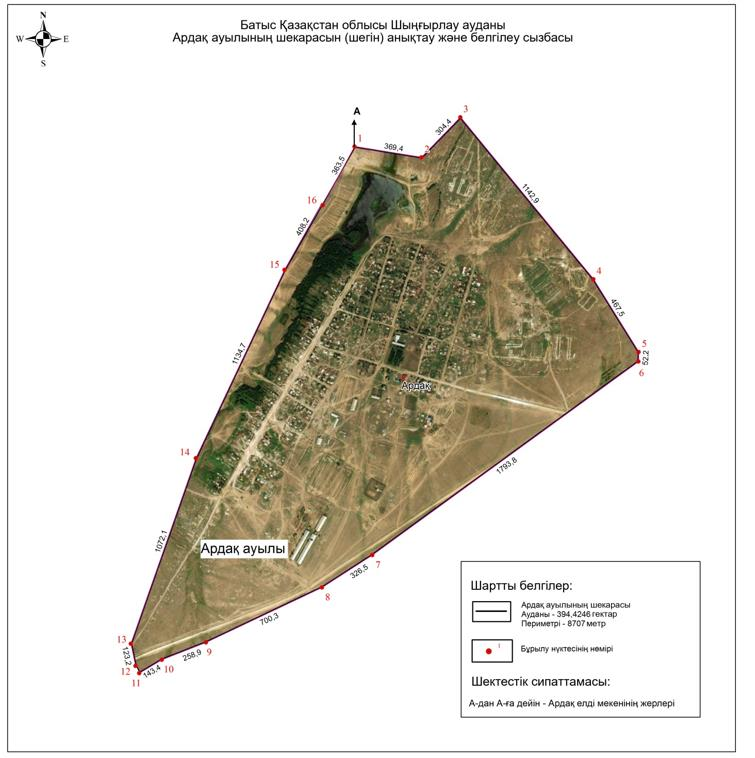 Батыс Қазақстан облысы Шыңғырлау ауданы
Ардақ ауылының шекарасын (шегін) анықтау және белгілеу сызбасы
N
W E
S
A
1
369,4
2
304,4
3
1142,9
4
467,5
5
52,2
6
1793,8
7
326,5
8
700,3
9
258,9
10
143,4
11
12
123,2
13
1072,1
14
1134,7
15
408,2
16
363,5
Ардақ
Ардақ ауылы
Шартты белгілер:
Ардақ ауылының шекарасы
Ауданы - 394,4246 гектар
Периметрі - 8707 метр
1
Бұрылу нүктесінің нөмірі
Шектестік сипаттамасы:
А-дан А-ға дейін - Ардақ елді мекенінің жерлері